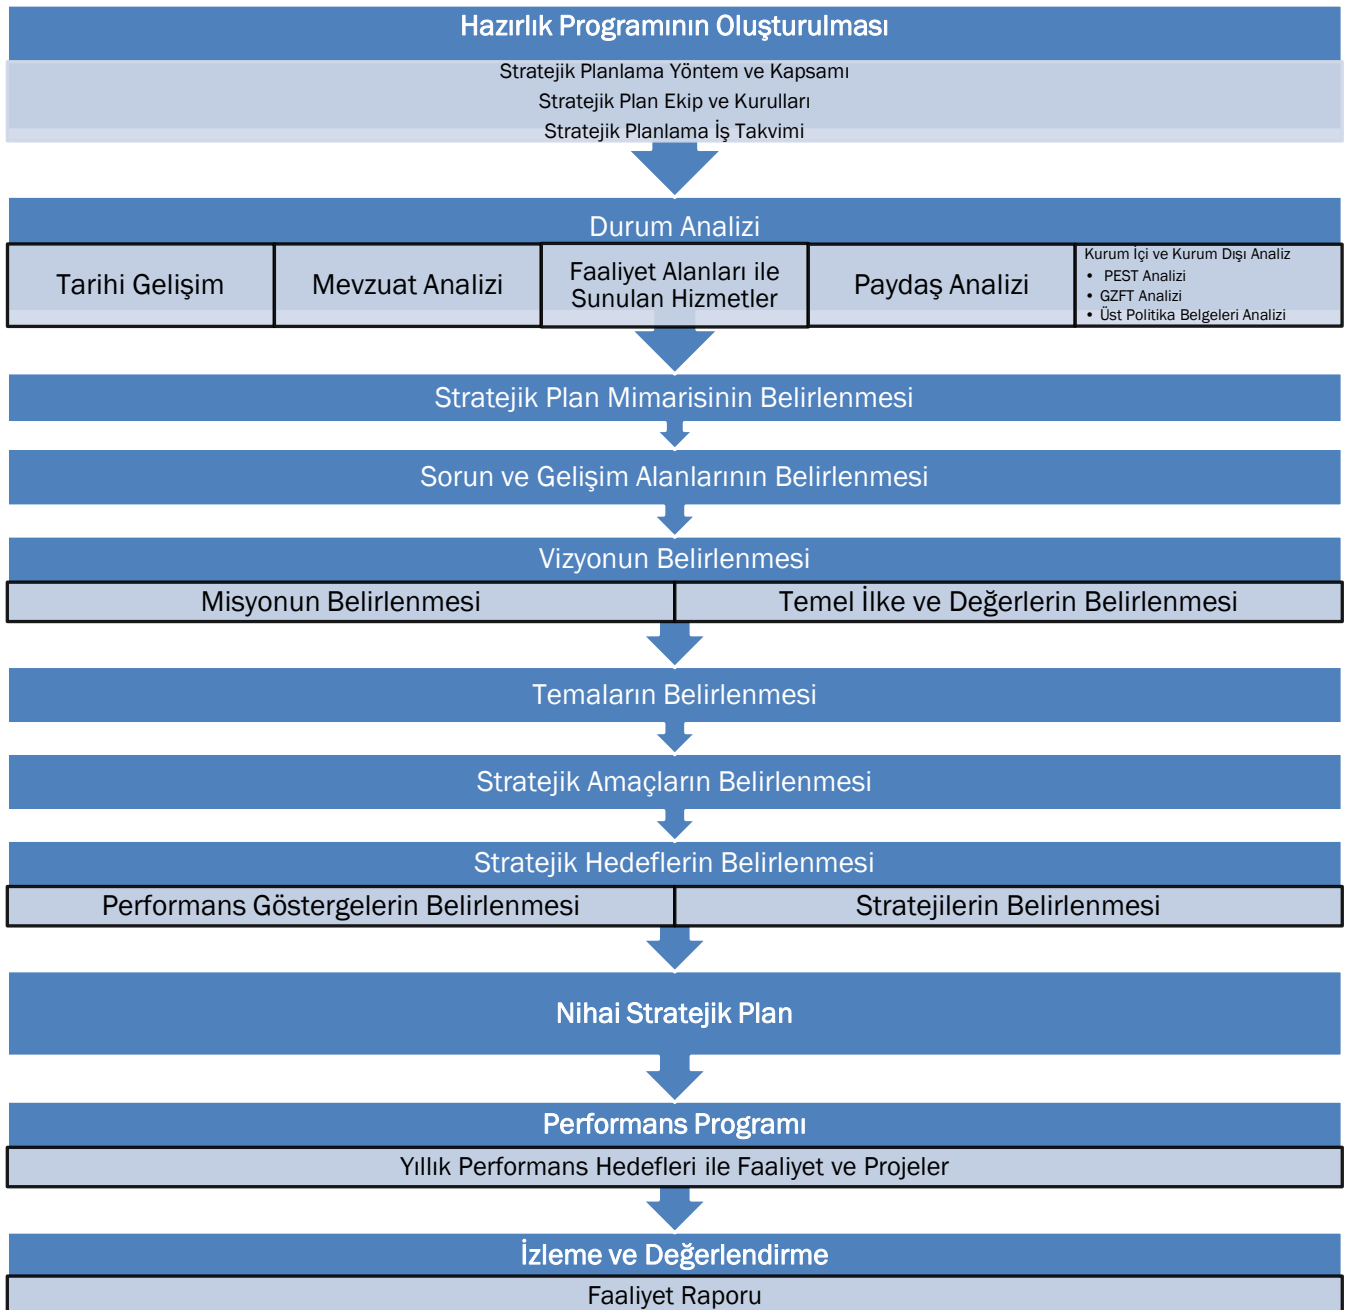 Hazırlık Programının Oluşturulması
Stratejik Planlama Yöntem ve Kapsamı
Stratejik Plan Ekip ve Kurulları
Stratejik Planlama İş Takvimi
Durum Analizi
Tarihi Gelişim
Mevzuat Analizi
Faaliyet Alanları ile
Sunulan Hizmetler
Paydaş Analizi
Kurum İçi ve Kurum Dışı Analiz
• PEST Analizi
• GZFT Analizi
• Üst Politika Belgeleri Analizi
Stratejik Plan Mimarisinin Belirlenmesi
Sorun ve Gelişim Alanlarının Belirlenmesi
Vizyonun Belirlenmesi
Misyonun Belirlenmesi
Temel İlke ve Değerlerin Belirlenmesi
Temaların Belirlenmesi
Stratejik Amaçların Belirlenmesi
Stratejik Hedeflerin Belirlenmesi
Performans Göstergelerin Belirlenmesi
Stratejilerin Belirlenmesi
Nihai Stratejik Plan
Performans Programı
Yıllık Performans Hedefleri ile Faaliyet ve Projeler
İzleme ve Değerlendirme
Faaliyet Raporu